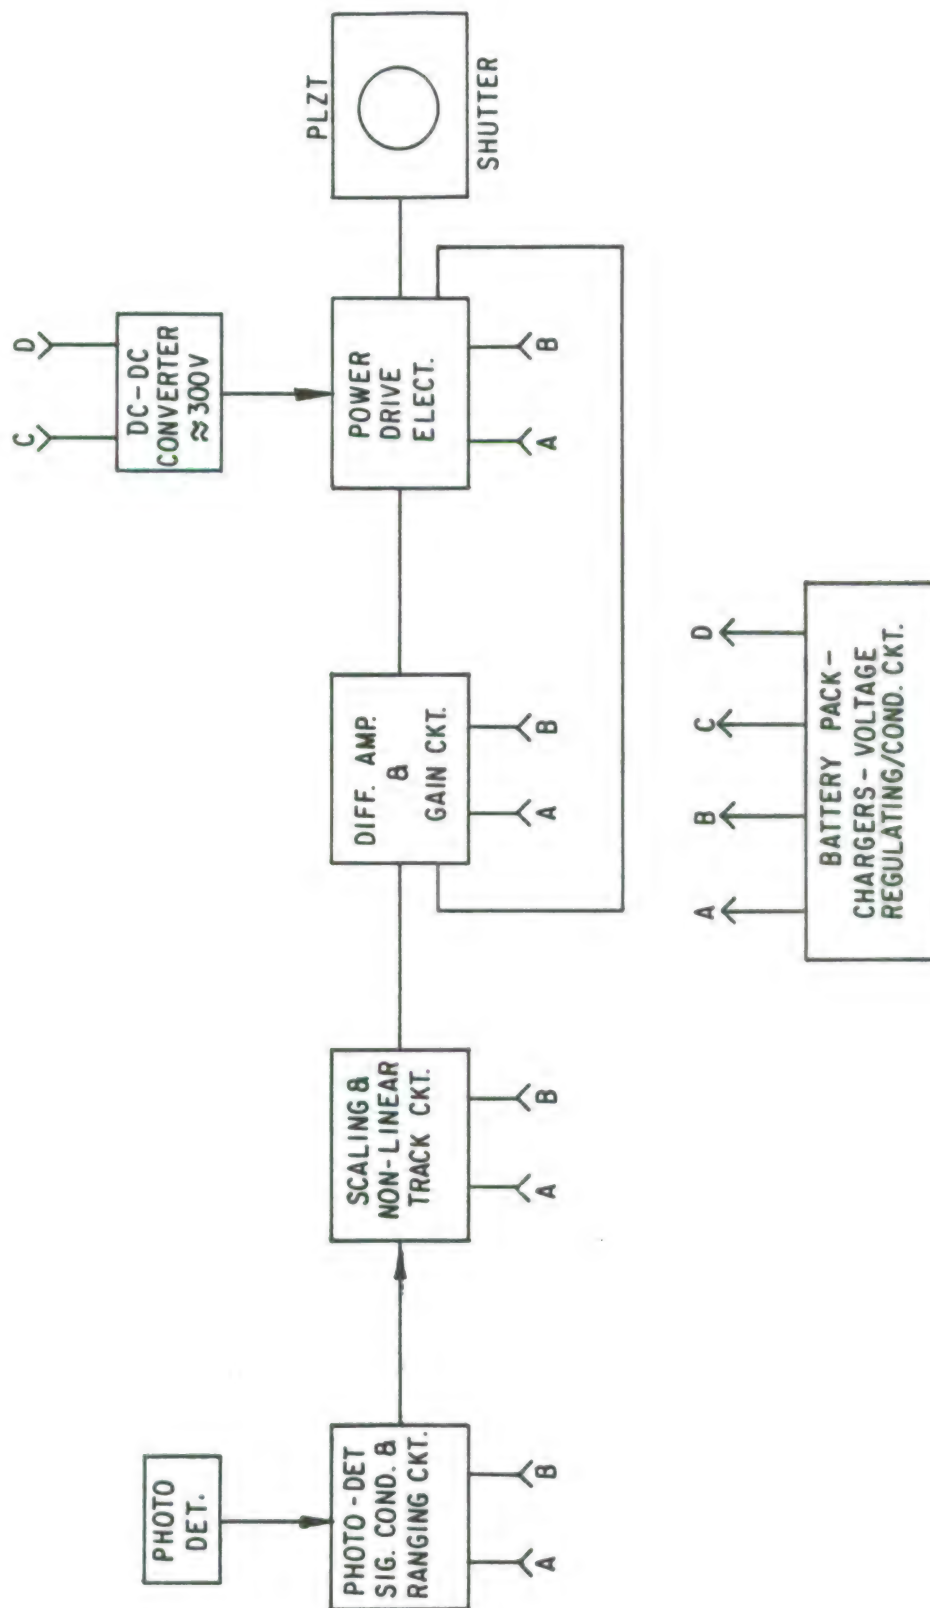 PHOTO
DET.
PHOTO - DET
SIG. COND. &
RANGING CKT.
A
B
SCALING &
NON-LINEAR
TRACK CKT.
A
B
DIFF. AMP.
&
GAIN CKT.
A
B
C
D
DC-DC
CONVERTER
≈300V
POWER
DRIVE
ELECT.
A
B
PLZT
SHUTTER
A
B
C
D
BATTERY PACK-
CHARGERS-VOLTAGE
REGULATING/COND. CKT.